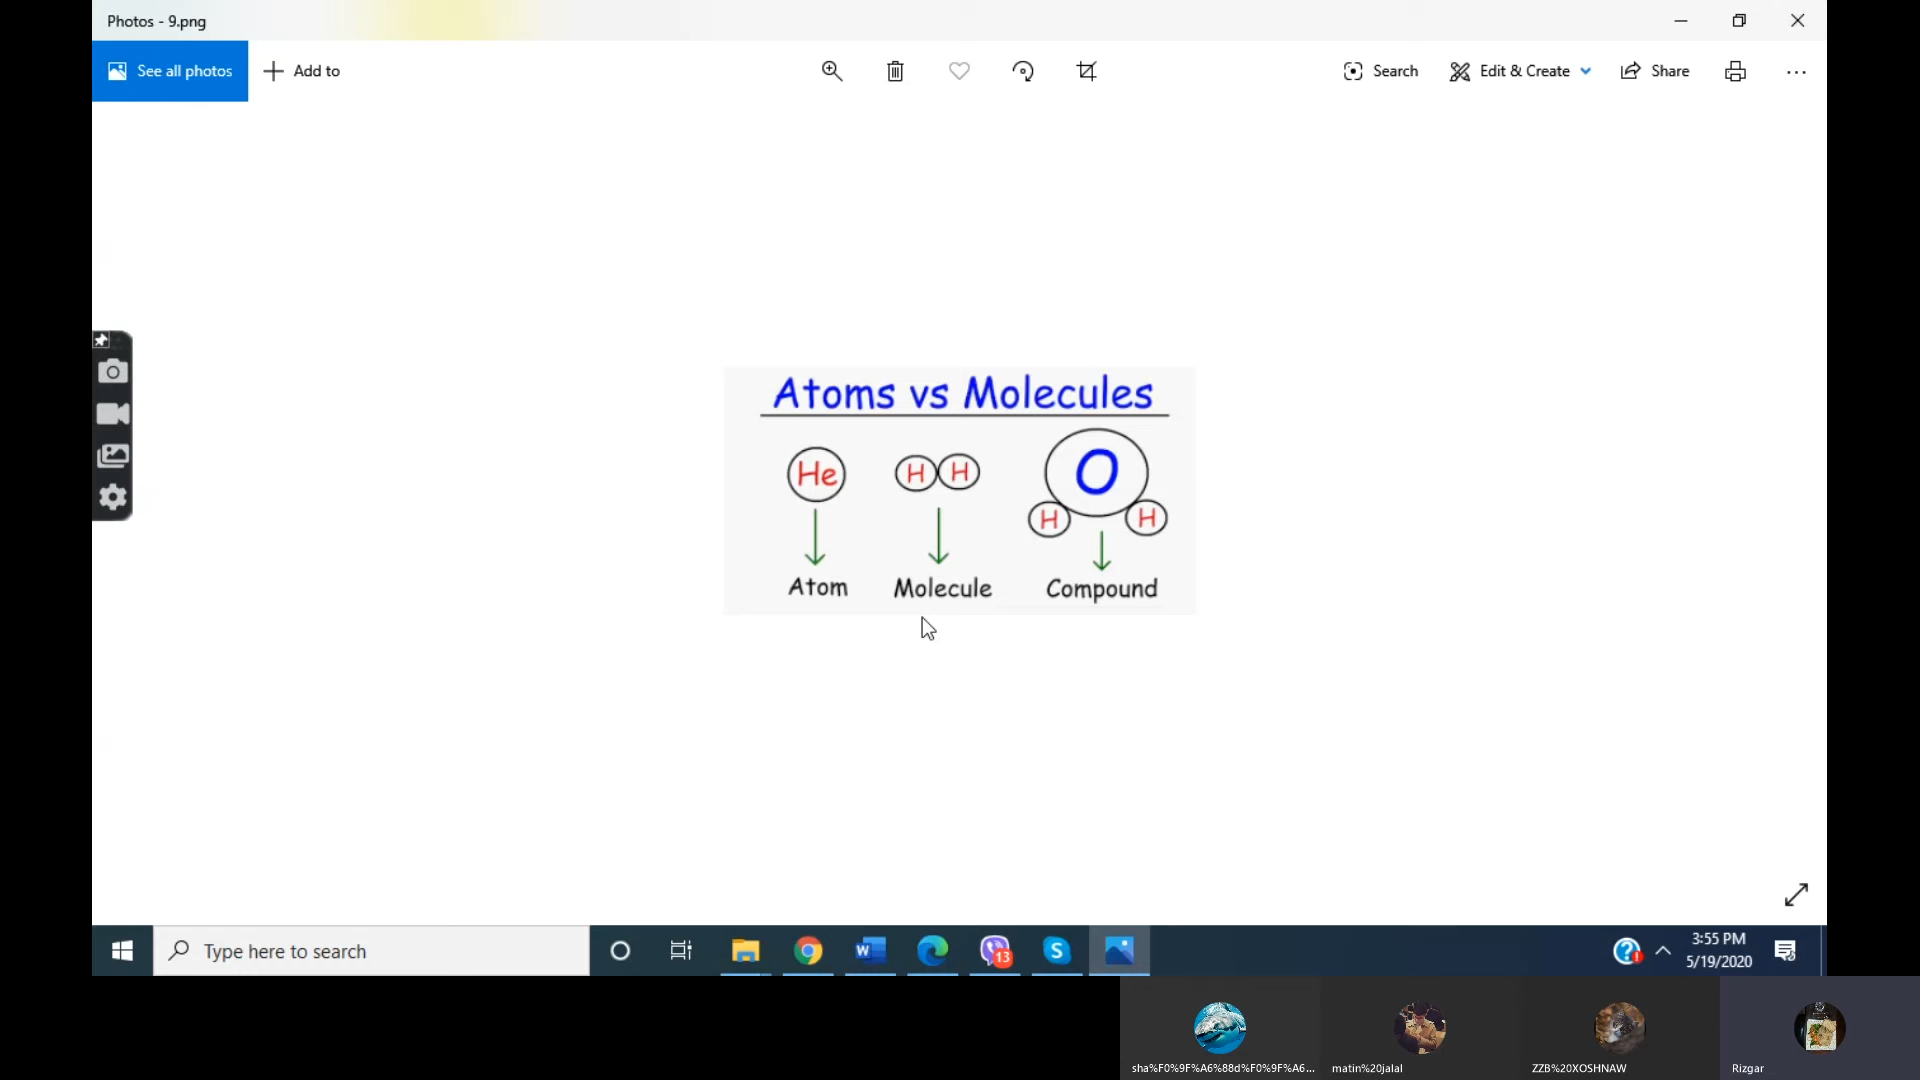 Photos - 9.png
See all photos
Add to
Search
Edit & Create
Share
Atoms vs Molecules
He
H H
O
H H
Atom Molecule Compound
Type here to search
W
13
S
3:55 PM
5/19/2020
sha%F0%9F%A6%88d%F0%9F%A6...
matin%20jalal
ZZB%20XOSHNAW
Rizgar